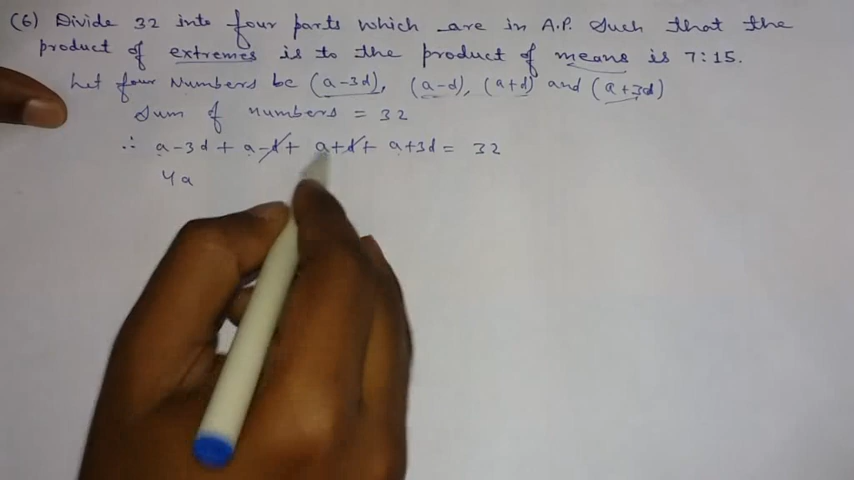 (6) Divide 32 into four parts which are in A.P. Such that the
product of extremes is to the product of means is 7:15.
Let four Numbers be (a-3d), (a-d), (a+d) and (a+3d)
Sum of numbers = 32
∴ a-3d + a-d + a+d + a+3d = 32
4a